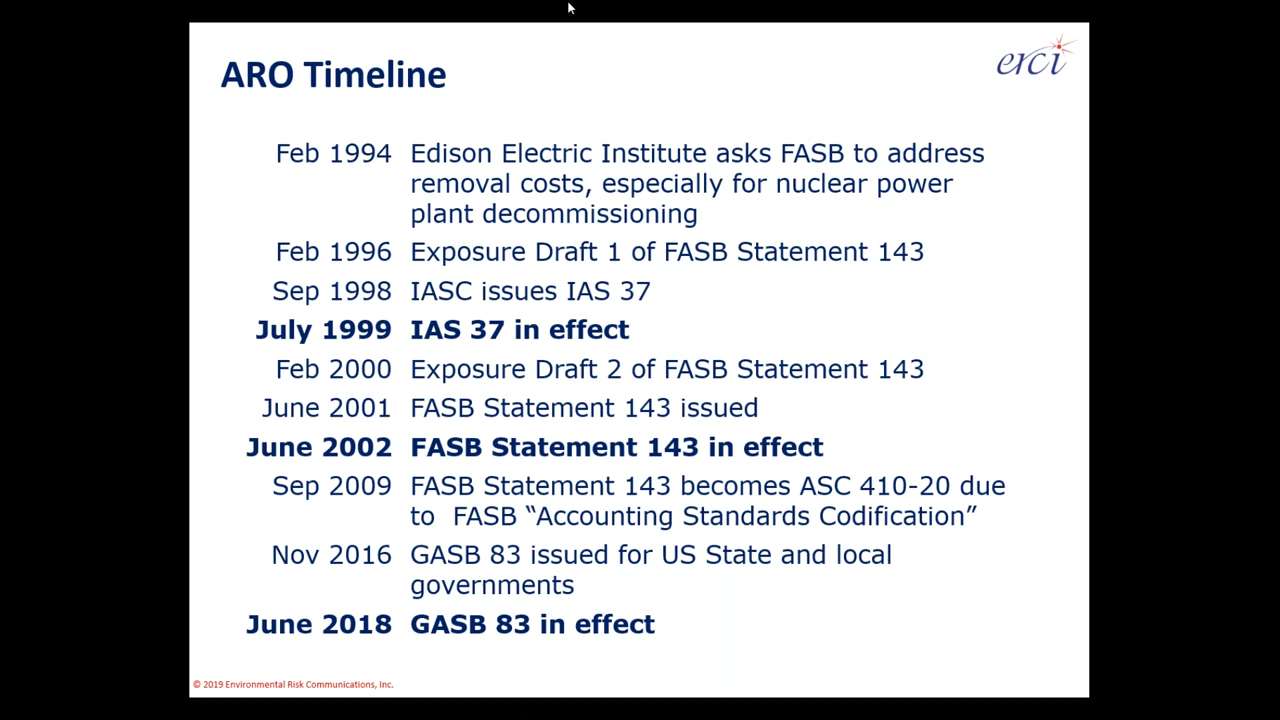 ARO Timeline
erci
Feb 1994 Edison Electric Institute asks FASB to address
removal costs, especially for nuclear power
plant decommissioning
Feb 1996 Exposure Draft 1 of FASB Statement 143
Sep 1998 IASC issues IAS 37
July 1999 IAS 37 in effect
Feb 2000 Exposure Draft 2 of FASB Statement 143
June 2001 FASB Statement 143 issued
June 2002 FASB Statement 143 in effect
Sep 2009 FASB Statement 143 becomes ASC 410-20 due
to FASB “Accounting Standards Codification”
Nov 2016 GASB 83 issued for US State and local
governments
June 2018 GASB 83 in effect
© 2019 Environmental Risk Communications, Inc.